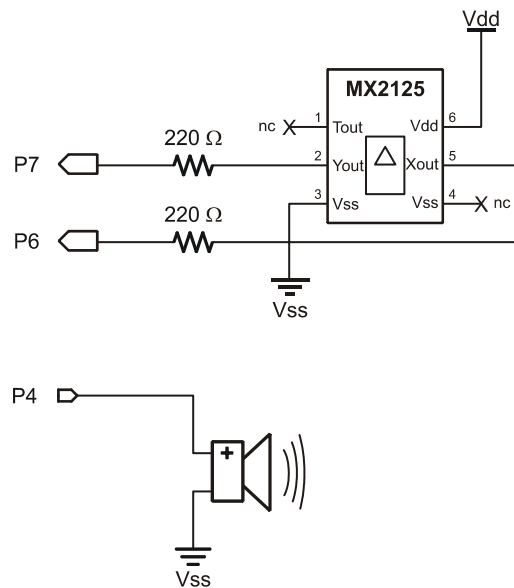 Vdd
MX2125
nc 1 Tout Vdd 6
220 Ω
P7 2 Yout Xout 5
3 Vss Vss 4 nc
220 Ω
P6
Vss
P4
+
Vss